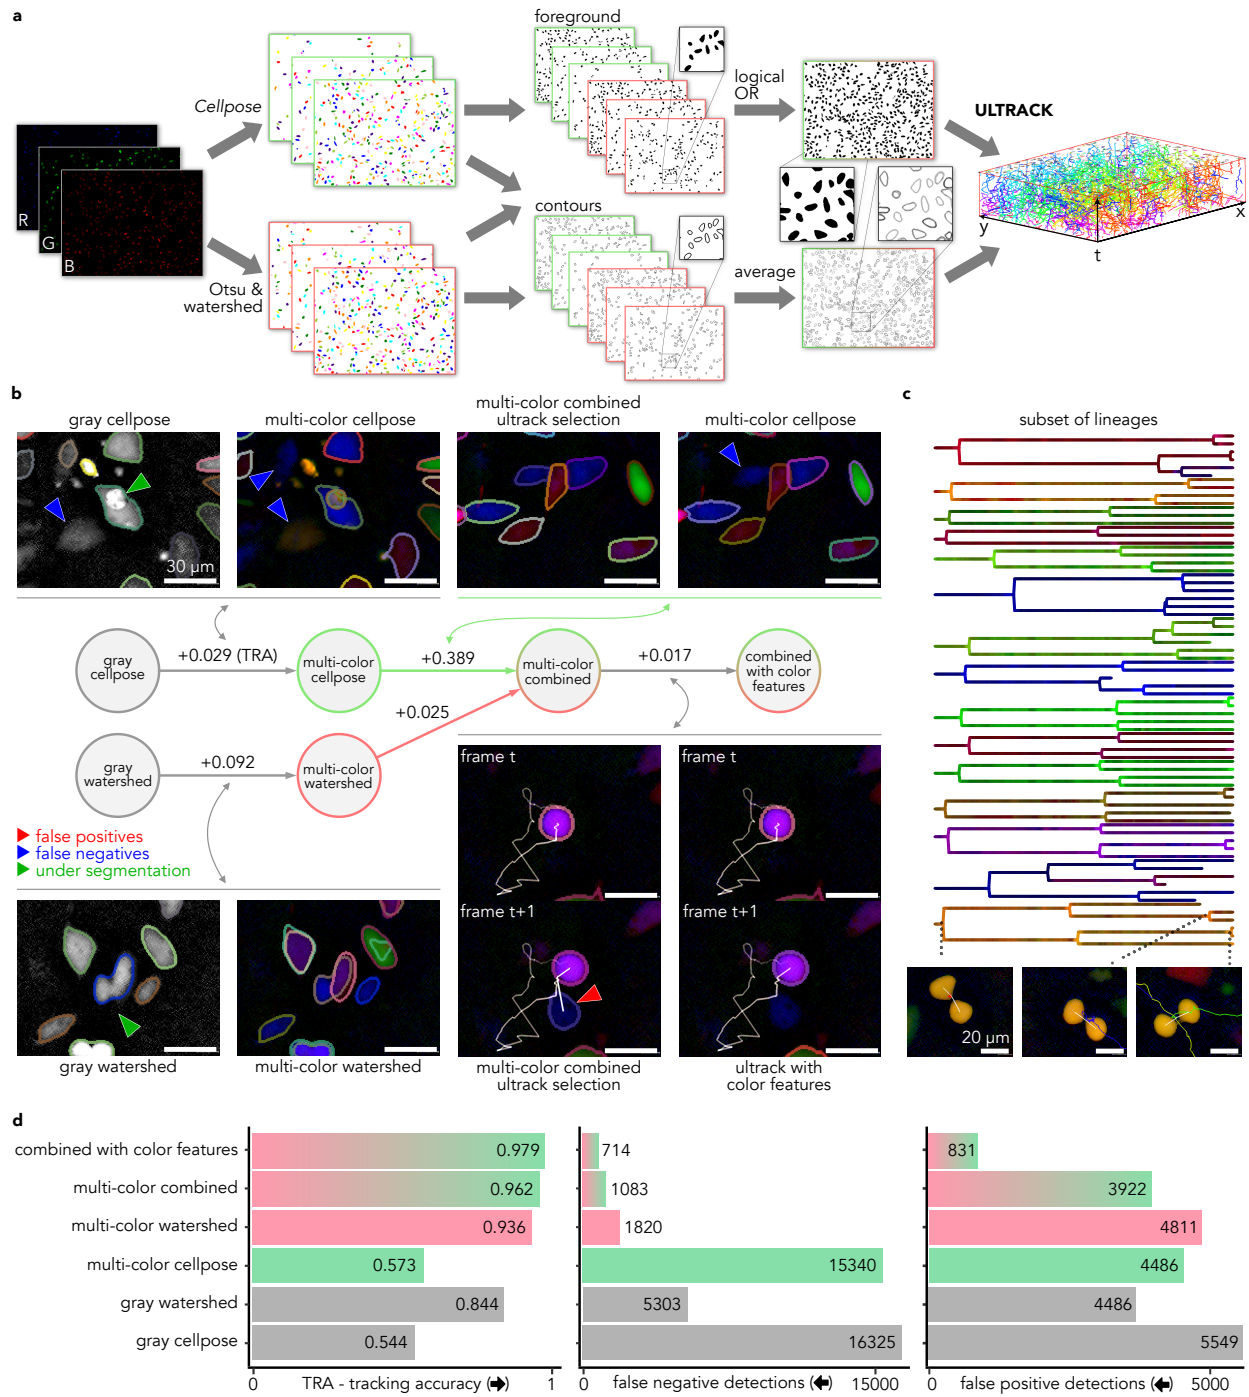 a
foreground
Cellpose
logical
OR
ULTRACK
R
G
B
contours
Otsu &
watershed
average
y
x
t
b
gray cellpose
multi-color cellpose
multi-color combined
ultrack selection
multi-color cellpose
30 µm
gray
cellpose
+0.029 (TRA)
multi-color
cellpose
+0.389
multi-color
combined
+0.017
combined
with color
features
+0.025
gray
watershed
+0.092
multi-color
watershed
false positives
false negatives
under segmentation
frame t
frame t
frame t+1
frame t+1
gray watershed
multi-color watershed
multi-color combined
ultrack selection
ultrack with
color features
c
subset of lineages
20 µm
d
combined with color features
multi-color combined
multi-color watershed
multi-color cellpose
gray watershed
gray cellpose
0.979
0.962
0.936
0.573
0.844
0.544
0
TRA - tracking accuracy (➡)
1
714
1083
1820
15340
5303
16325
0
false negative detections (⬅)
15000
831
3922
4811
4486
4486
5549
0
false positive detections (⬅)
5000